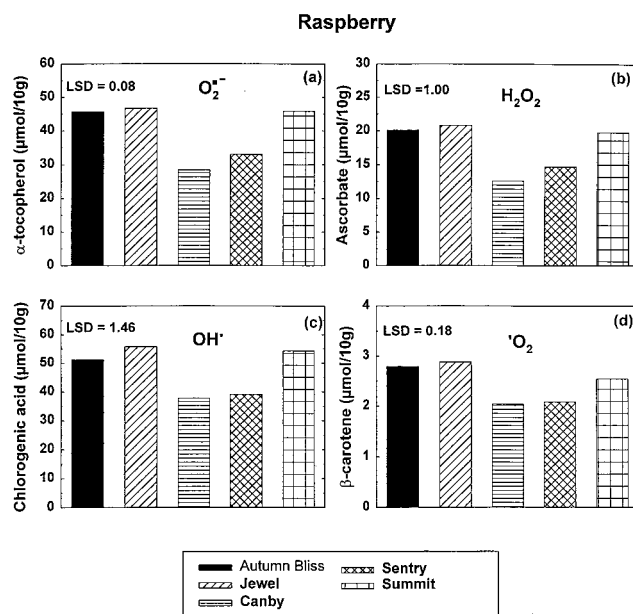 Raspberry
(a)
LSD = 0.08
O₂•−
α-tocopherol (μmol/10g)
60
50
40
30
20
10
0
(b)
LSD =1.00
H₂O₂
Ascorbate (μmol/10g)
30
25
20
15
10
5
0
(c)
LSD = 1.46
OH•
Chlorogenic acid (μmol/10g)
70
60
50
40
30
20
10
0
(d)
LSD = 0.18
'O₂
β-carotene (μmol/10g)
4
3
2
1
0
Autumn Bliss
Jewel
Canby
Sentry
Summit